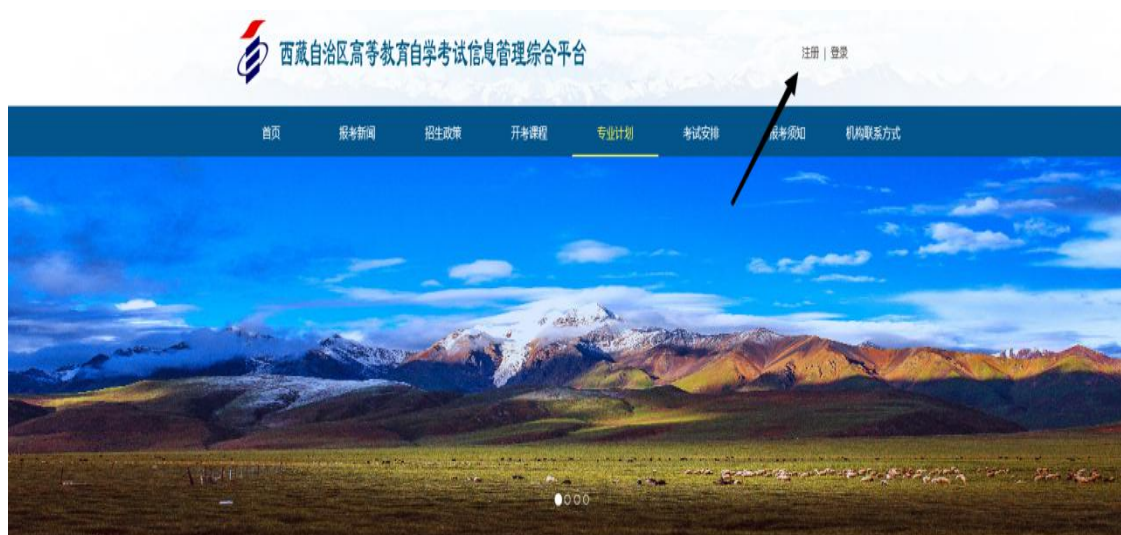 西藏自治区高等教育自学考试信息管理综合平台
注册 | 登录
首页 报考新闻 招生政策 开考课程 专业计划 考试安排 报考须知 机构联系方式